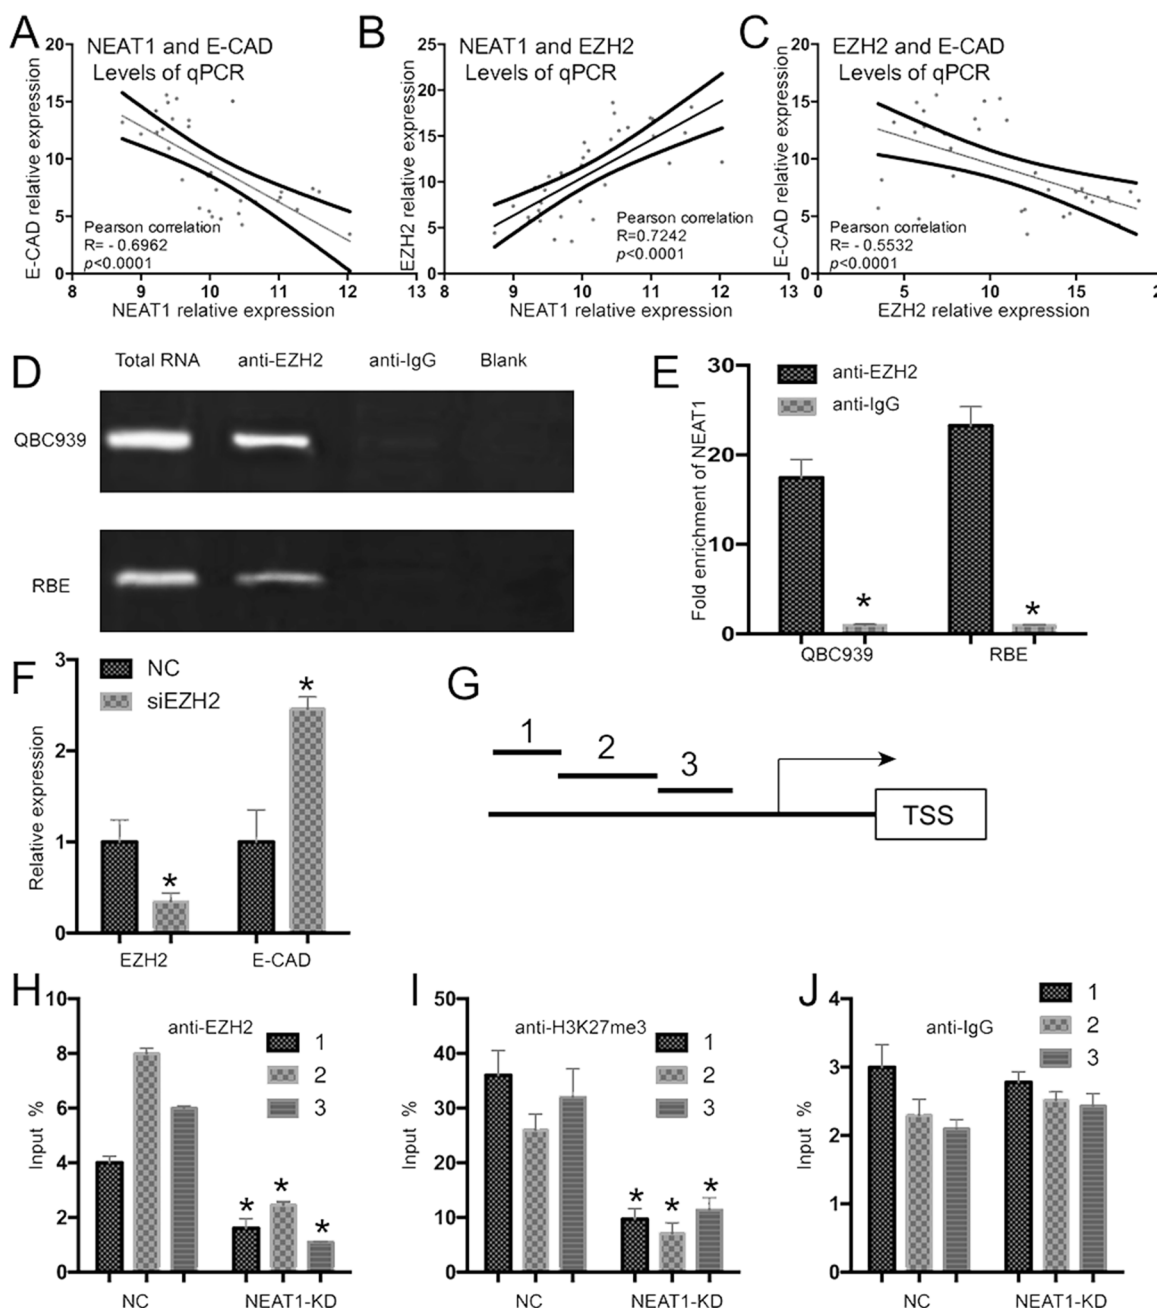 A
NEAT1 and E-CAD
Levels of qPCR
E-CAD relative expression
20
15
10
5
0
Pearson correlation
R= - 0.6962
p<0.0001
8 9 10 11 12 13
NEAT1 relative expression
B
NEAT1 and EZH2
Levels of qPCR
EZH2 relative expression
25
20
15
10
5
0
Pearson correlation
R=0.7242
p<0.0001
8 9 10 11 12 13
NEAT1 relative expression
C
EZH2 and E-CAD
Levels of qPCR
E-CAD relative expression
20
15
10
5
0
Pearson correlation
R= - 0.5532
p<0.0001
0 5 10 15 2
EZH2 relative expression
D
Total RNA anti-EZH2 anti-IgG Blank
QBC939
RBE
E
Fold enrichment of NEAT1
30
20
10
0
anti-EZH2
anti-IgG
* *
QBC939 RBE
F
Relative expression
3
2
1
0
NC
siEZH2
* *
EZH2 E-CAD
G
1
2
3
TSS
H
anti-EZH2
Input %
10
8
6
4
2
0
1
2
3
* * *
NC NEAT1-KD
I
anti-H3K27me3
Input %
50
40
30
20
10
0
1
2
3
* * *
NC NEAT1-KD
J
anti-IgG
Input %
4
3
2
1
0
1
2
3
NC NEAT1-KD